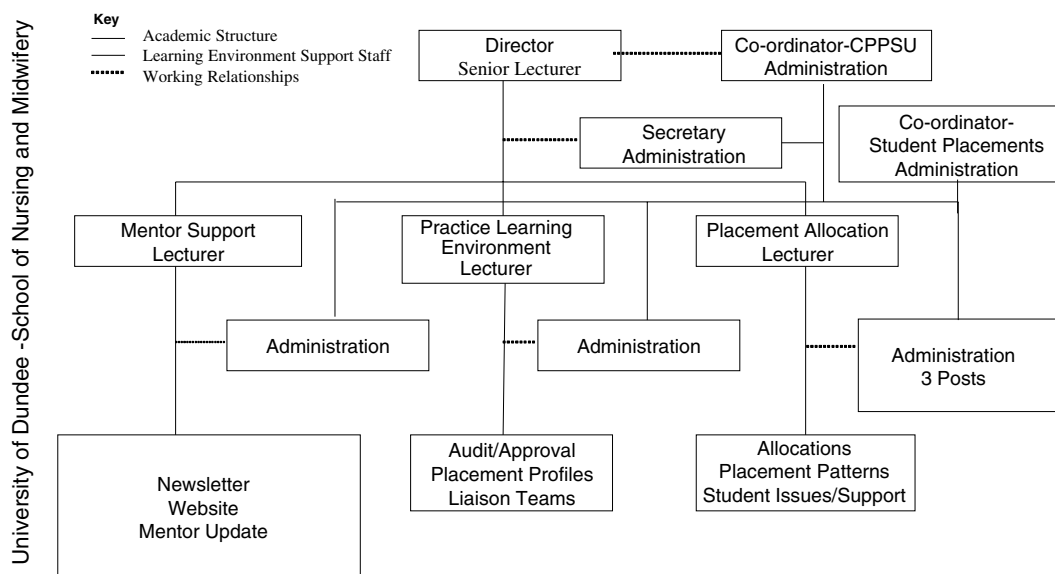 University of Dundee -School of Nursing and Midwifery
Key
Academic Structure
Learning Environment Support Staff
Working Relationships
Director
Senior Lecturer
Co-ordinator-CPPSU
Administration
Secretary
Administration
Co-ordinator-
Student Placements
Administration
Mentor Support
Lecturer
Practice Learning
Environment
Lecturer
Placement Allocation
Lecturer
Administration
Administration
Administration
3 Posts
Newsletter
Website
Mentor Update
Audit/Approval
Placement Profiles
Liaison Teams
Allocations
Placement Patterns
Student Issues/Support